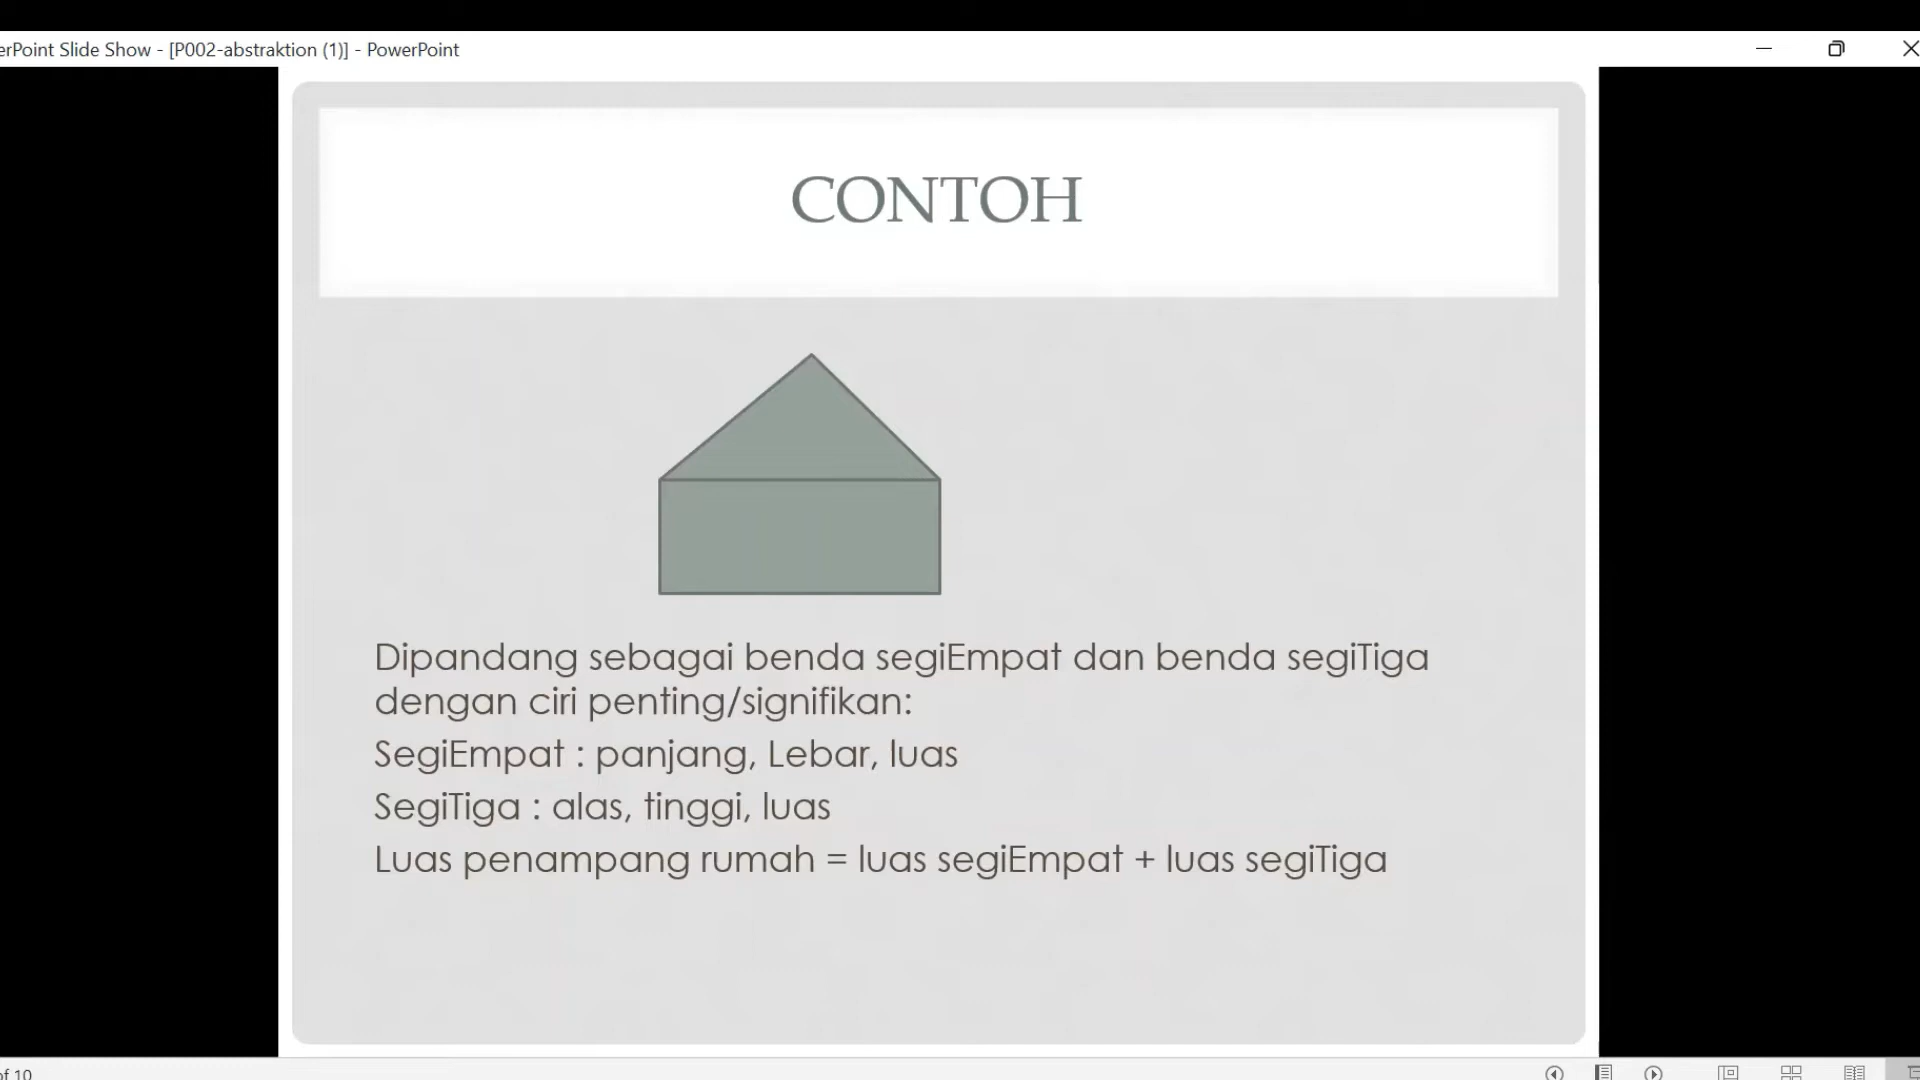 erPoint Slide Show - [P002-abstraktion (1)] - PowerPoint
CONTOH
Dipandang sebagai benda segiEmpat dan benda segiTiga
dengan ciri penting/signifikan:
SegiEmpat : panjang, Lebar, luas
SegiTiga : alas, tinggi, luas
Luas penampang rumah = luas segiEmpat + luas segiTiga
of 10